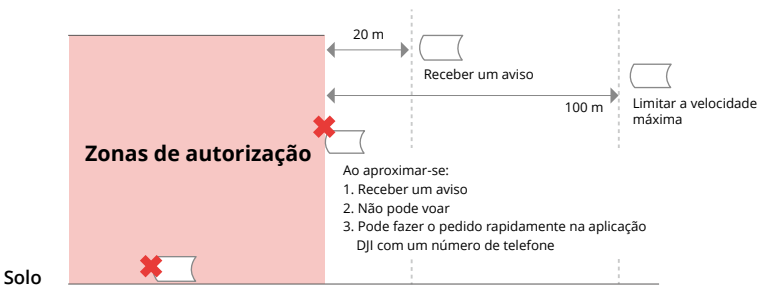 20 m
Receber um aviso
100 m
Limitar a velocidade
máxima
Zonas de autorização
Ao aproximar-se:
1. Receber um aviso
2. Não pode voar
3. Pode fazer o pedido rapidamente na aplicação
DJI com um número de telefone
Solo